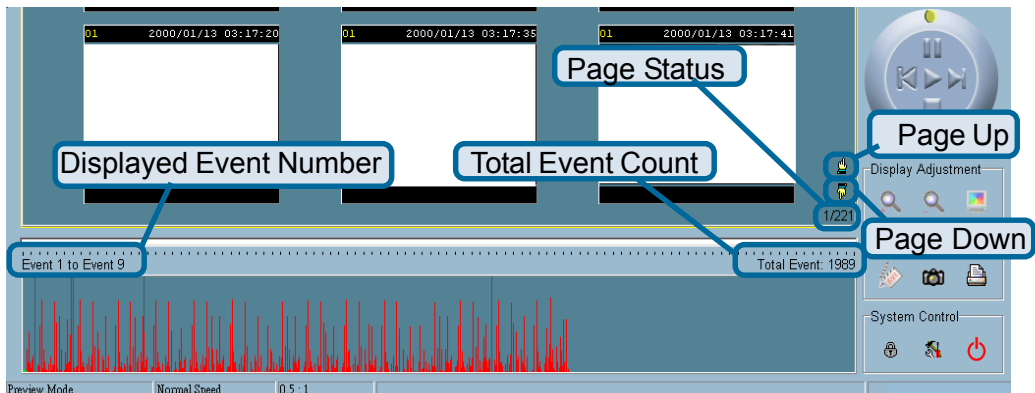 01 2000/01/13 03:17:20
01 2000/01/13 03:17:35
01 2000/01/13 03:17:41
Page Status
Page Up
Displayed Event Number
Total Event Count
Display Adjustment
1/221
Page Down
Event 1 to Event 9
Total Event: 1989
System Control
Preview Mode
Normal Speed
0.5 : 1